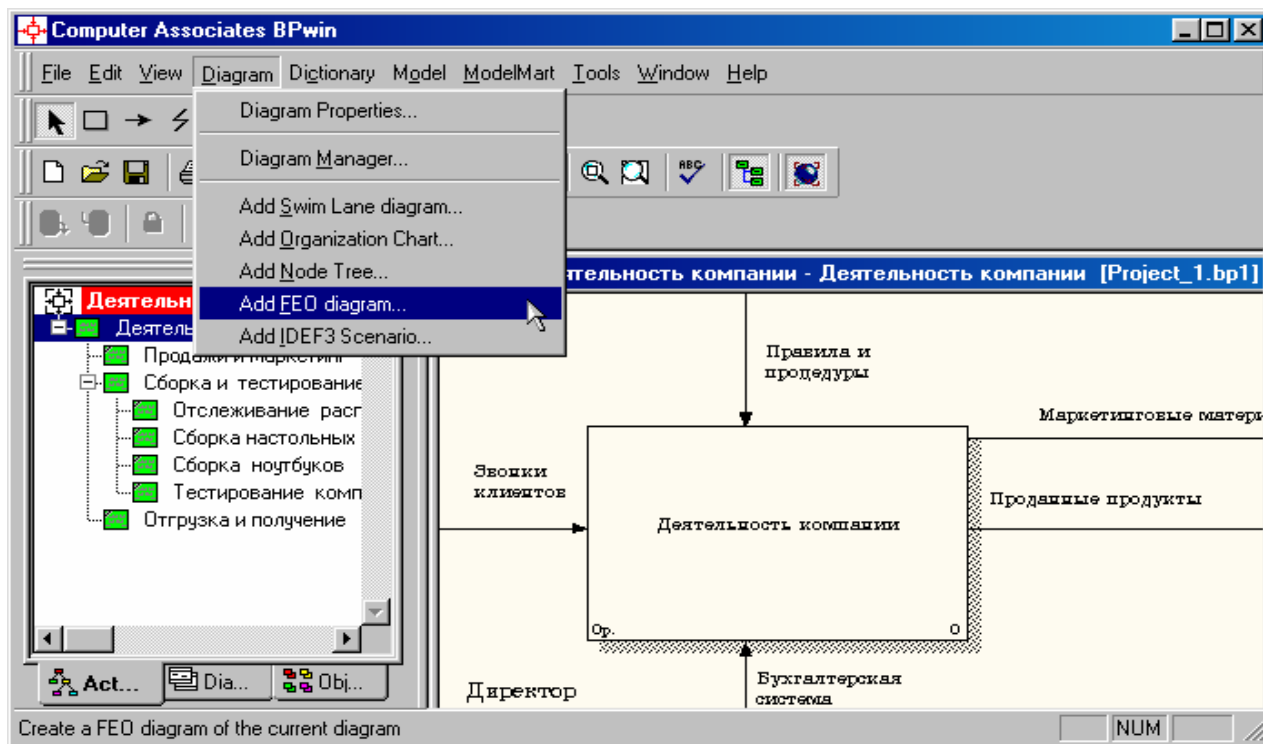 Computer Associates BPwin
File Edit View Diagram Dictionary Model ModelMart Tools Window Help
Diagram Properties...
Diagram Manager...
ABC
Add Swim Lane diagram...
Add Organization Chart...
Add Node Tree...
Add FEO diagram...
Add IDEF3 Scenario...
ятельность компании - Деятельность компании [Project_1.bp1]
Деятельн
Деятель
Продажи и маркетинг
Сборка и тестирование
Отслеживание расп
Сборка настольных
Сборка ноутбуков
Тестирование комп
Отгрузка и получение
Правила и
процедуры
Маркетинговые матери
Звонки
клиентов
Проданные продукты
Деятельность компании
0р.
0
Директор
Бухгалтерская
система
Act... Dia... Obj...
Create a FEO diagram of the current diagram
NUM